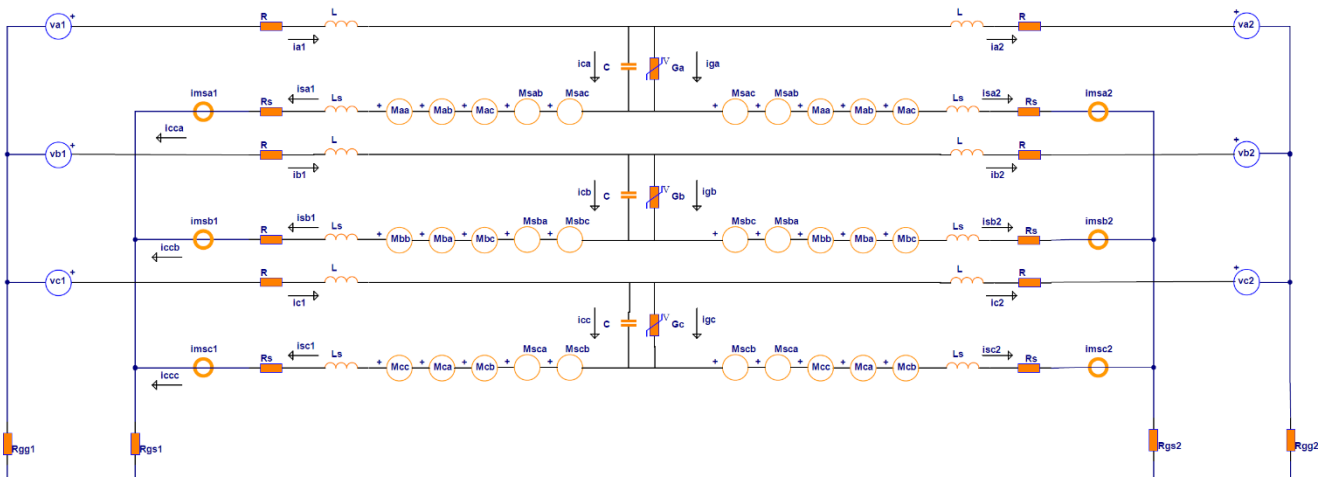 va1 + R L L R + va2
ia1 ica C JV Ga iga ia2
imsa1 Rs isa1 Ls + Maa + Mab + Mac + Msab + Msac + Msac + Msab + Maa + Mab + Mac + Ls isa2 Rs imsa2
icca
vb1 + R L L R + vb2
ib1 icb C JV Gb igb ib2
imsb1 R isb1 Ls + Mbb + Mba + Mbc + Msba + Msbc + Msbc + Msba + Mbb + Mba + Mbc + Ls isb2 Rs imsb2
iccb
vc1 + R L L R + vc2
ic1 icc C JV Gc igc ic2
imsc1 Rs isc1 Ls + Mcc + Mca + Mcb + Msca + Mscb + Mscb + Msca + Mcc + Mca + Mcb + Ls isc2 Rs imsc2
iccc
Rgg1 Rgs1 Rgs2 Rgg2